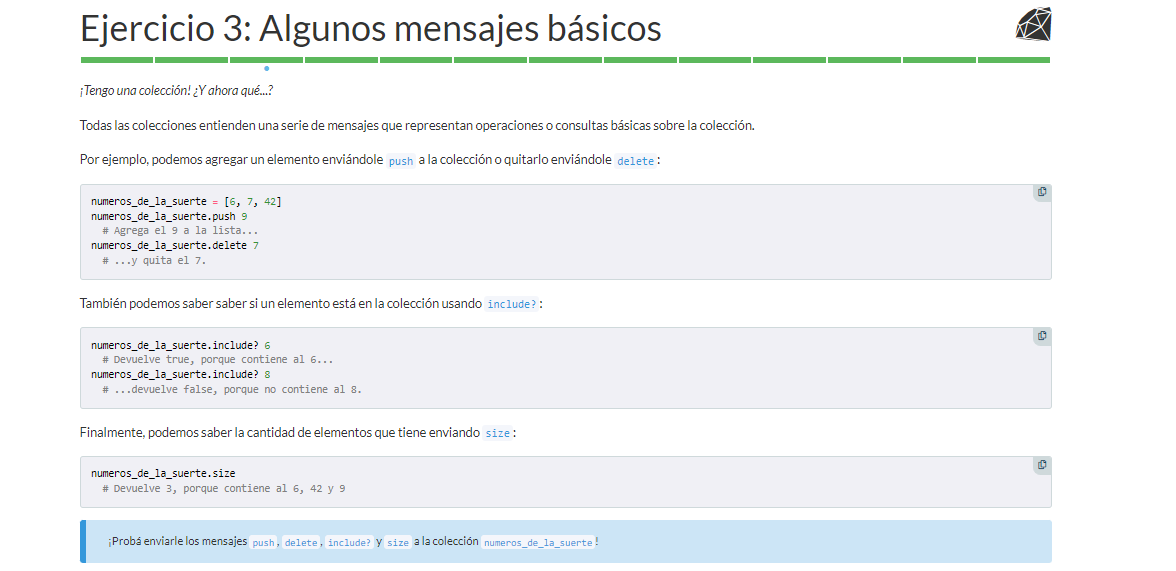 Ejercicio 3: Algunos mensajes básicos
¡Tengo una colección! ¿Y ahora qué...?
Todas las colecciones entienden una serie de mensajes que representan operaciones o consultas básicas sobre la colección.
Por ejemplo, podemos agregar un elemento enviándole push a la colección o quitarlo enviándole delete :
numeros_de_la_suerte = [6, 7, 42]
numeros_de_la_suerte.push 9
# Agrega el 9 a la lista...
numeros_de_la_suerte.delete 7
# ...y quita el 7.
También podemos saber saber si un elemento está en la colección usando include? :
numeros_de_la_suerte.include? 6
# Devuelve true, porque contiene al 6...
numeros_de_la_suerte.include? 8
# ...devuelve false, porque no contiene al 8.
Finalmente, podemos saber la cantidad de elementos que tiene enviando size :
numeros_de_la_suerte.size
# Devuelve 3, porque contiene al 6, 42 y 9
¡Probá enviarle los mensajes push , delete , include? y size a la colección numeros_de_la_suerte !